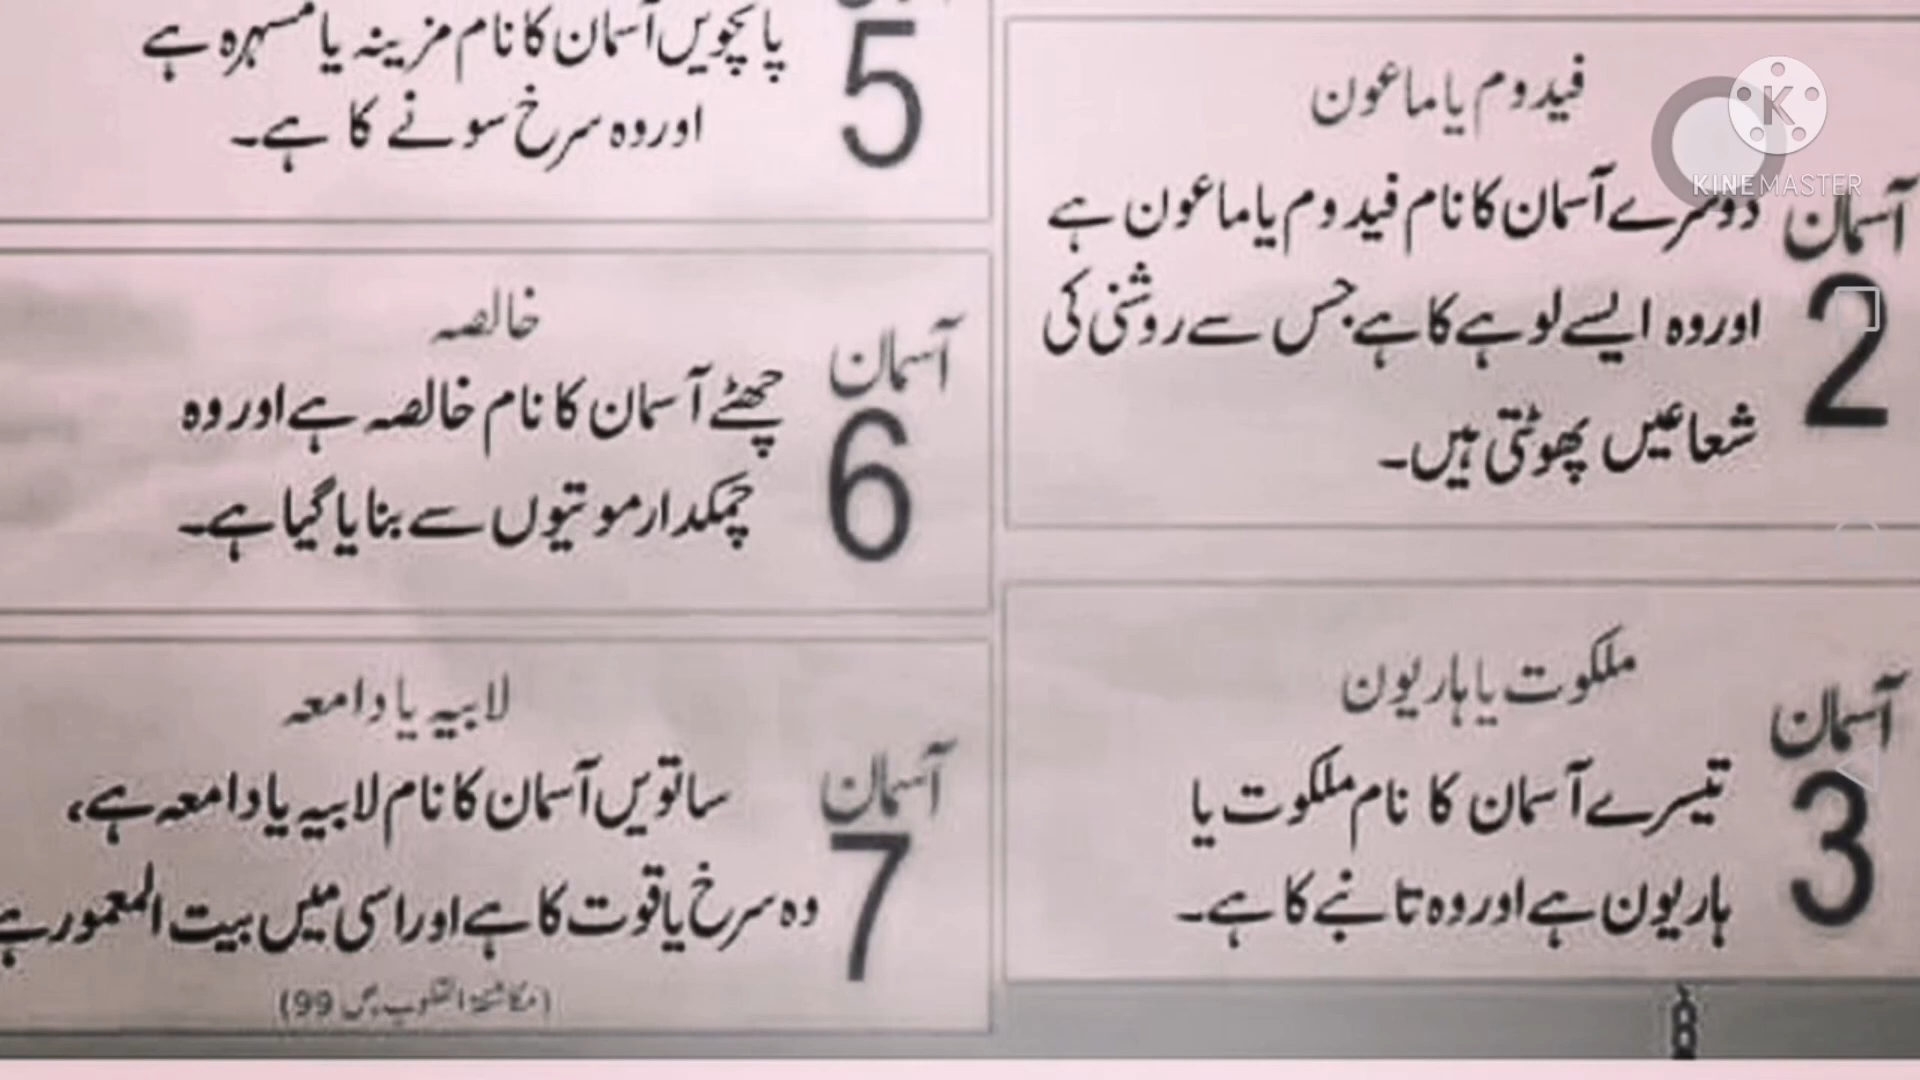 فیدوم یا ماعون
آسمان 2
دوسرے آسمان کا نام فیدوم یا ماعون ہے
اور وہ ایسے لوہے کا ہے جس سے روشنی کی
شعاعیں پھوٹتی ہیں۔
ملکوت یا ہاریون
آسمان 3
تیسرے آسمان کا نام ملکوت یا
ہاریون ہے اور وہ تانبے کا ہے۔
5
پانچویں آسمان کا نام مزینہ یا مسہرہ ہے
اور وہ سرخ سونے کا ہے۔
خالصہ
آسمان 6
چھٹے آسمان کا نام خالصہ ہے اور وہ
چمکدار موتیوں سے بنایا گیا ہے۔
لابیہ یا دامعہ
آسمان 7
ساتویں آسمان کا نام لابیہ یا دامعہ ہے،
وہ سرخ یاقوت کا ہے اور اسی میں بیت المعمور ہے
(مکاشفۃ القلوب، ص 99)
K
KINEMASTER